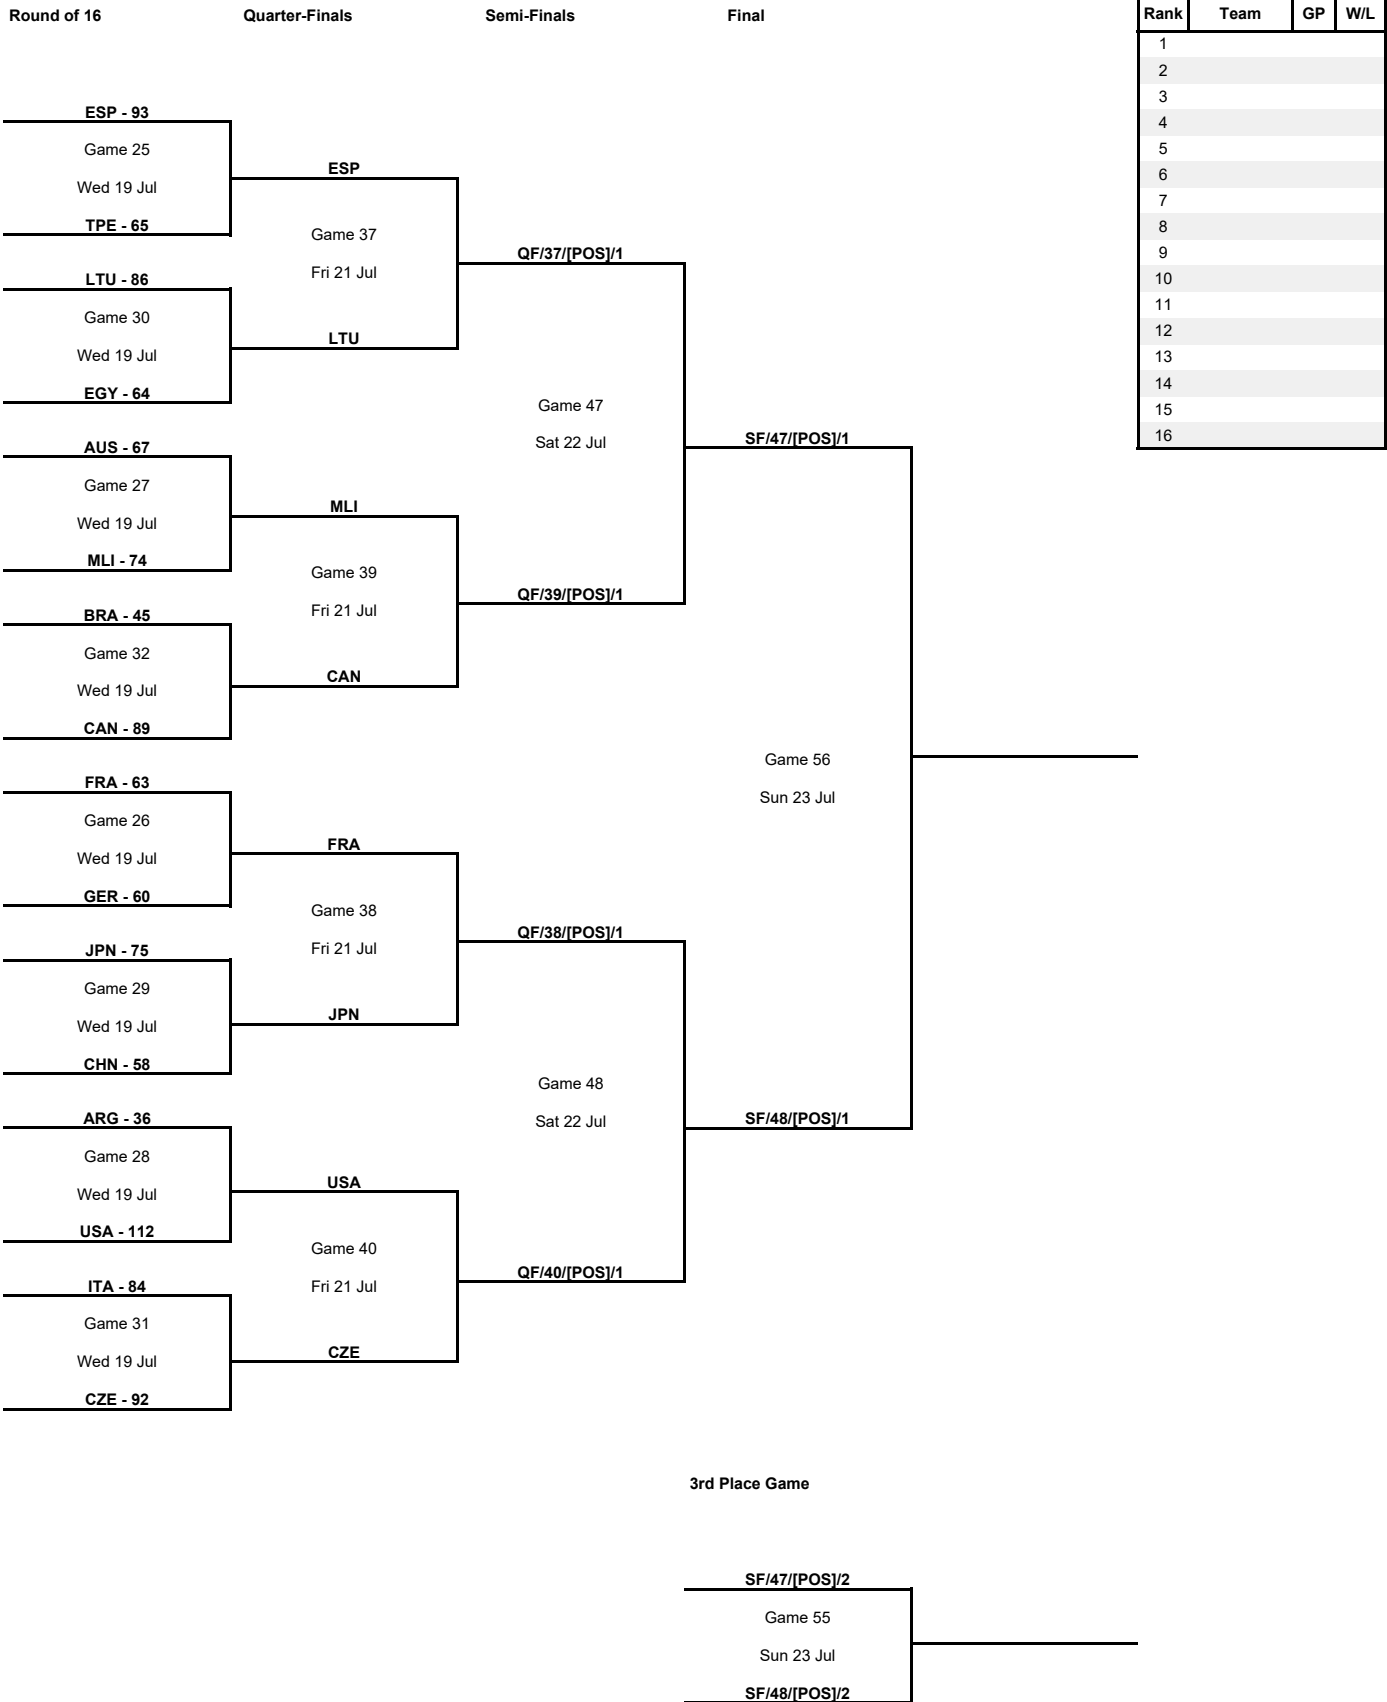 Round of 16 Quarter-Finals Semi-Finals Final
Rank Team GP W/L
1
2
3
4
5
6
7
8
9
10
11
12
13
14
15
16
ESP - 93
Game 25
Wed 19 Jul
TPE - 65
LTU - 86
Game 30
Wed 19 Jul
EGY - 64
AUS - 67
Game 27
Wed 19 Jul
MLI - 74
BRA - 45
Game 32
Wed 19 Jul
CAN - 89
FRA - 63
Game 26
Wed 19 Jul
GER - 60
JPN - 75
Game 29
Wed 19 Jul
CHN - 58
ARG - 36
Game 28
Wed 19 Jul
USA - 112
ITA - 84
Game 31
Wed 19 Jul
CZE - 92
ESP
Game 37
Fri 21 Jul
LTU
MLI
Game 39
Fri 21 Jul
CAN
FRA
Game 38
Fri 21 Jul
JPN
USA
Game 40
Fri 21 Jul
CZE
QF/37/[POS]/1
Game 47
Sat 22 Jul
QF/39/[POS]/1
QF/38/[POS]/1
Game 48
Sat 22 Jul
QF/40/[POS]/1
SF/47/[POS]/1
Game 56
Sun 23 Jul
SF/48/[POS]/1
3rd Place Game
SF/47/[POS]/2
Game 55
Sun 23 Jul
SF/48/[POS]/2